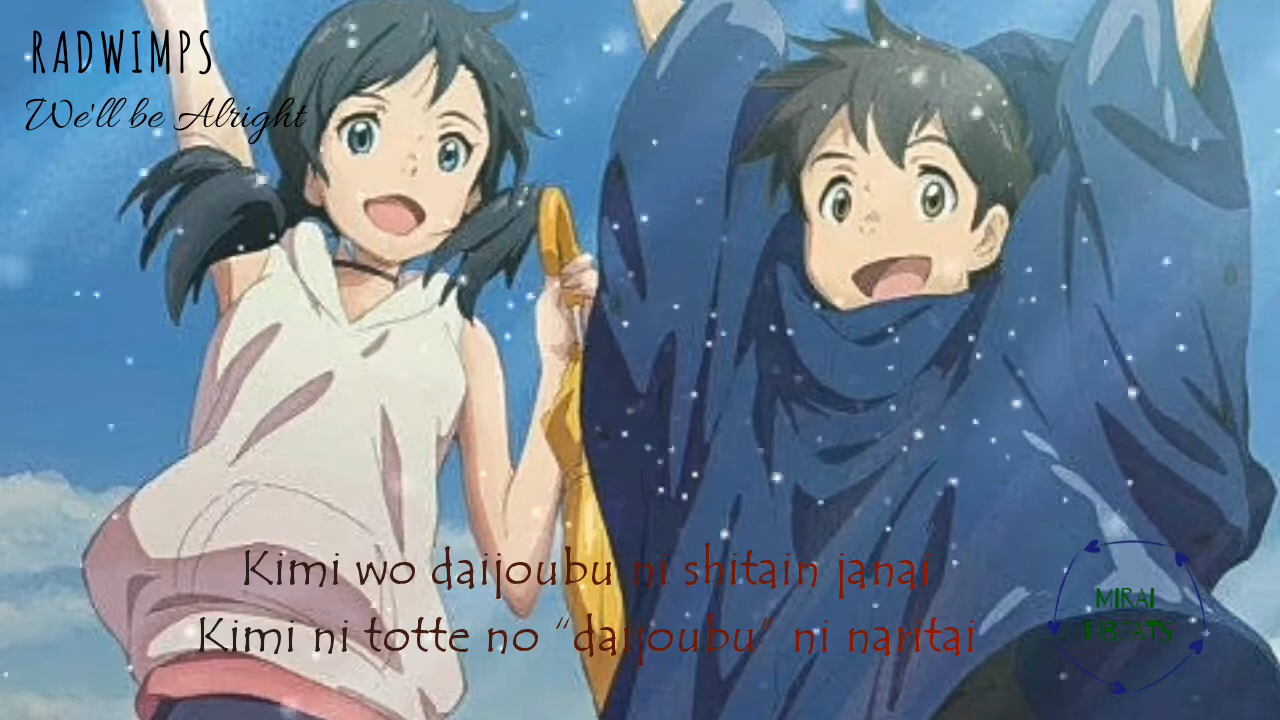 RADWIMPS
We'll be Alright
Kimi wo daijoubu ni shitain janai
Kimi ni totte no "daijoubu" ni naritai
MIRAI